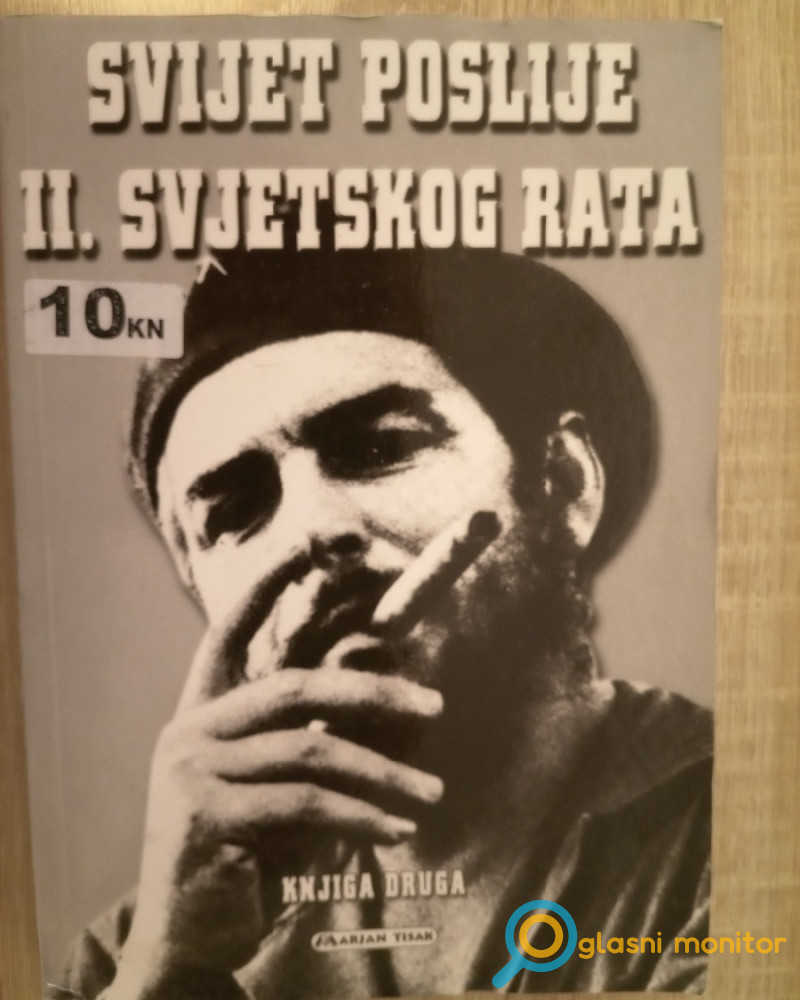 SVIJET POSLIJE
II. SVJETSKOG RATA
10KN
KNJIGA DRUGA
MARJAN TISAK
Oglasni monitor